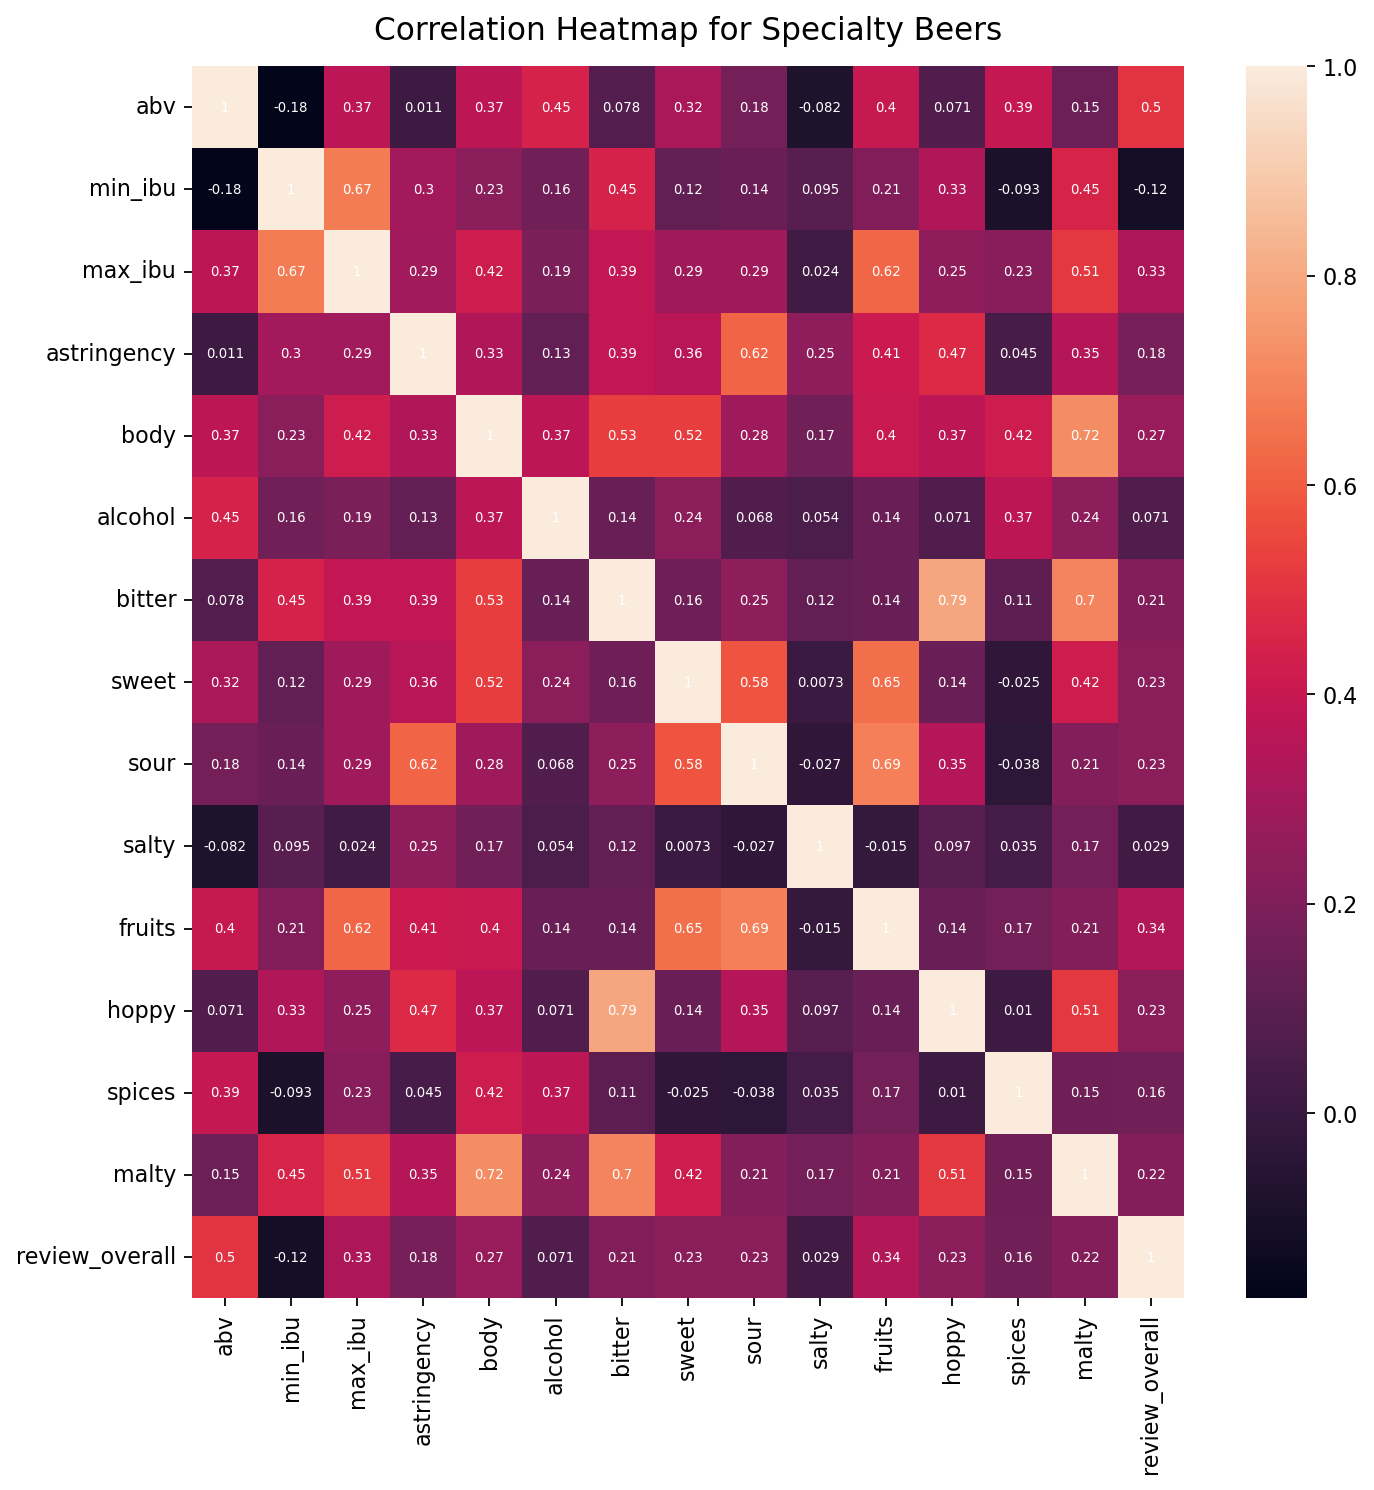 Correlation Heatmap for Specialty Beers
abv 1 -0.18 0.37 0.011 0.37 0.45 0.078 0.32 0.18 -0.082 0.4 0.071 0.39 0.15 0.5
min_ibu -0.18 1 0.67 0.3 0.23 0.16 0.45 0.12 0.14 0.095 0.21 0.33 -0.093 0.45 -0.12
max_ibu 0.37 0.67 1 0.29 0.42 0.19 0.39 0.29 0.29 0.024 0.62 0.25 0.23 0.51 0.33
astringency 0.011 0.3 0.29 1 0.33 0.13 0.39 0.36 0.62 0.25 0.41 0.47 0.045 0.35 0.18
body 0.37 0.23 0.42 0.33 1 0.37 0.53 0.52 0.28 0.17 0.4 0.37 0.42 0.72 0.27
alcohol 0.45 0.16 0.19 0.13 0.37 1 0.14 0.24 0.068 0.054 0.14 0.071 0.37 0.24 0.071
bitter 0.078 0.45 0.39 0.39 0.53 0.14 1 0.16 0.25 0.12 0.14 0.79 0.11 0.7 0.21
sweet 0.32 0.12 0.29 0.36 0.52 0.24 0.16 1 0.58 0.0073 0.65 0.14 -0.025 0.42 0.23
sour 0.18 0.14 0.29 0.62 0.28 0.068 0.25 0.58 1 -0.027 0.69 0.35 -0.038 0.21 0.23
salty -0.082 0.095 0.024 0.25 0.17 0.054 0.12 0.0073 -0.027 1 -0.015 0.097 0.035 0.17 0.029
fruits 0.4 0.21 0.62 0.41 0.4 0.14 0.14 0.65 0.69 -0.015 1 0.14 0.17 0.21 0.34
hoppy 0.071 0.33 0.25 0.47 0.37 0.071 0.79 0.14 0.35 0.097 0.14 1 0.01 0.51 0.23
spices 0.39 -0.093 0.23 0.045 0.42 0.37 0.11 -0.025 -0.038 0.035 0.17 0.01 1 0.15 0.16
malty 0.15 0.45 0.51 0.35 0.72 0.24 0.7 0.42 0.21 0.17 0.21 0.51 0.15 1 0.22
review_overall 0.5 -0.12 0.33 0.18 0.27 0.071 0.21 0.23 0.23 0.029 0.34 0.23 0.16 0.22 1
abv min_ibu max_ibu astringency body alcohol bitter sweet sour salty fruits hoppy spices malty review_overall
1.0
0.8
0.6
0.4
0.2
0.0